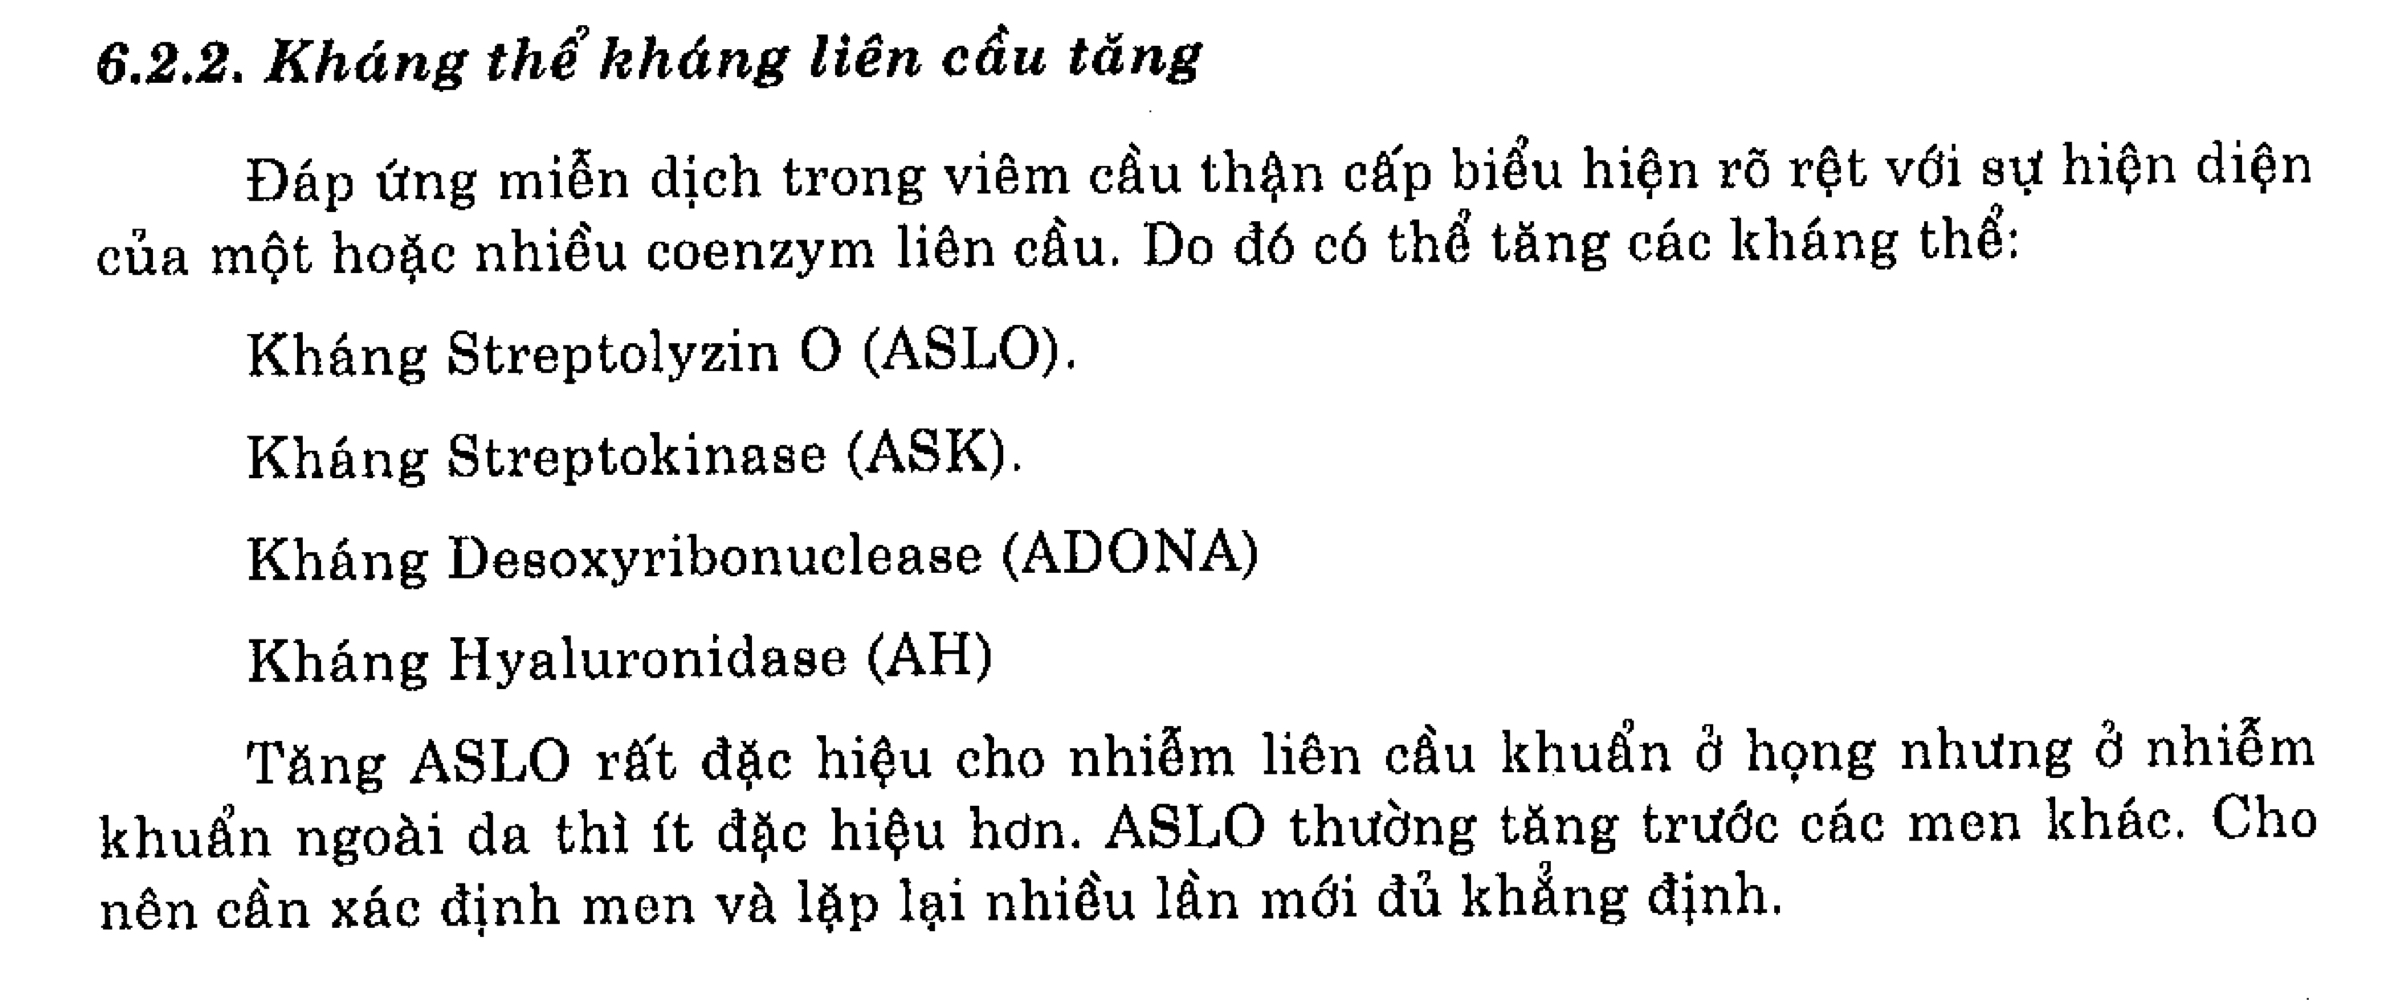 6.2.2. Kháng thể kháng liên cầu tăng
Đáp ứng miễn dịch trong viêm cầu thận cấp biểu hiện rõ rệt với sự hiện diện
của một hoặc nhiều coenzym liên cầu. Do đó có thể tăng các kháng thể:
Kháng Streptolyzin O (ASLO).
Kháng Streptokinase (ASK).
Kháng Desoxyribonuclease (ADONA)
Kháng Hyaluronidase (AH)
Tăng ASLO rất đặc hiệu cho nhiễm liên cầu khuẩn ở họng nhưng ở nhiễm
khuẩn ngoài da thì ít đặc hiệu hơn. ASLO thường tăng trước các men khác. Cho
nên cần xác định men và lặp lại nhiều lần mới đủ khẳng định.